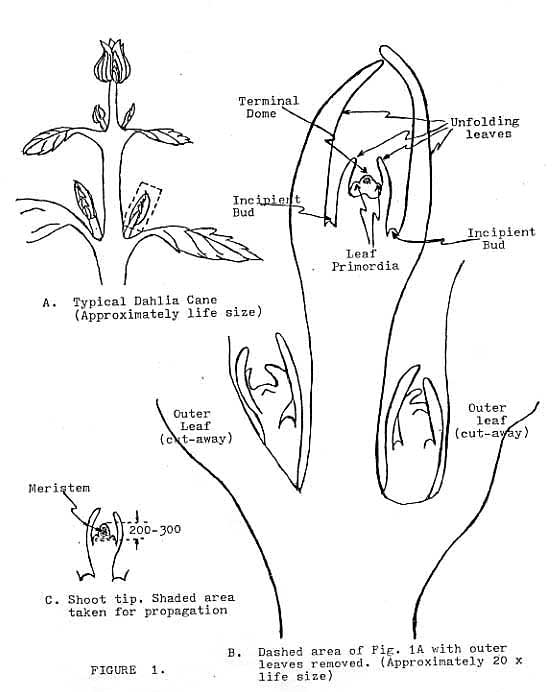 Terminal
Dome
Unfolding
leaves
Incipient
Bud
Incipient
Bud
Leaf
Primordia
A. Typical Dahlia Cane
(Approximately life size)
Outer
Leaf
(cut-away)
Outer
leaf
(cut-away)
Meristem
200-300
C. Shoot tip. Shaded area
taken for propagation
B. Dashed area of Fig. 1A with outer
leaves removed. (Approximately 20 x
life size)
FIGURE 1.